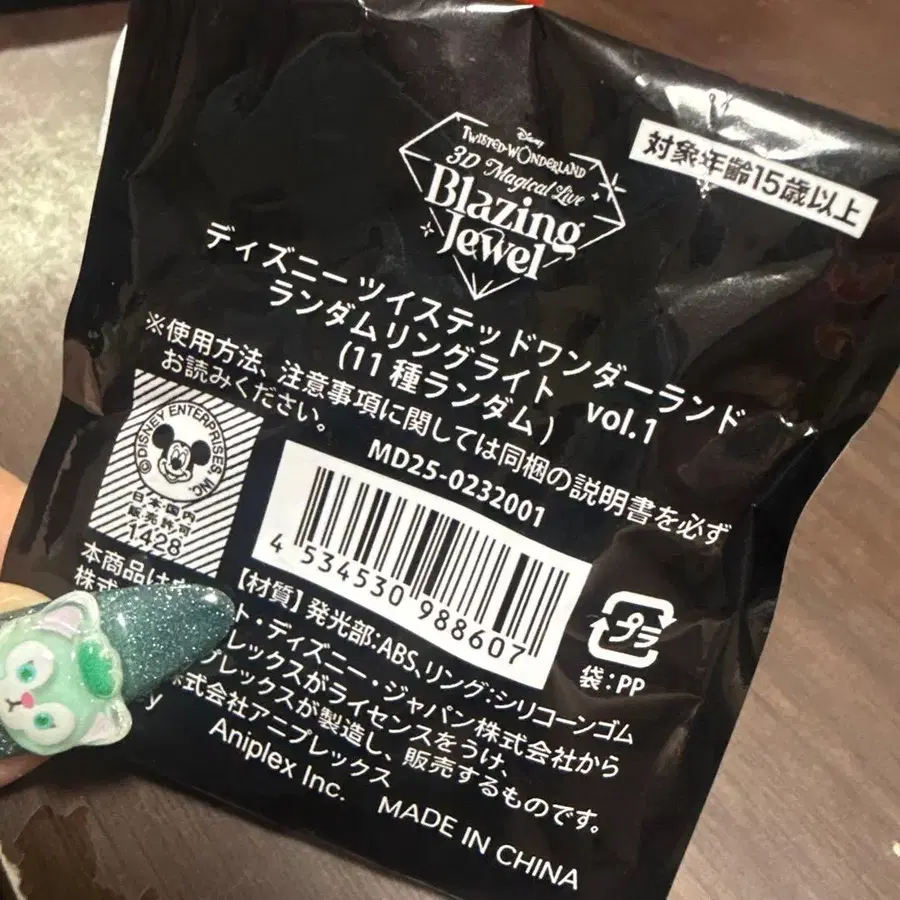 対象年齢15歳以上
Disney
TWISTED-WONDERLAND
3D Magical Live
Blazing
Jewel
ディズニー ツイステッドワンダーランド
ランダムリングライト vol.1
(11種ランダム)
※使用方法、注意事項に関しては同梱の説明書を必ず
お読みください。
MD25-0232001
©DISNEY ENTERPRISES, INC.
日本国内
販売許可
1428
4 534530 988607
プラ
袋:PP
【材質】発光部:ABS、リング:シリコーンゴム
本商品は
株式
ト・ディズニー・ジャパン株式会社から
プレックスがライセンスをうけ、
プレックスが製造し、販売するものです。
株式会社アニプレックス
Aniplex Inc. MADE IN CHINA